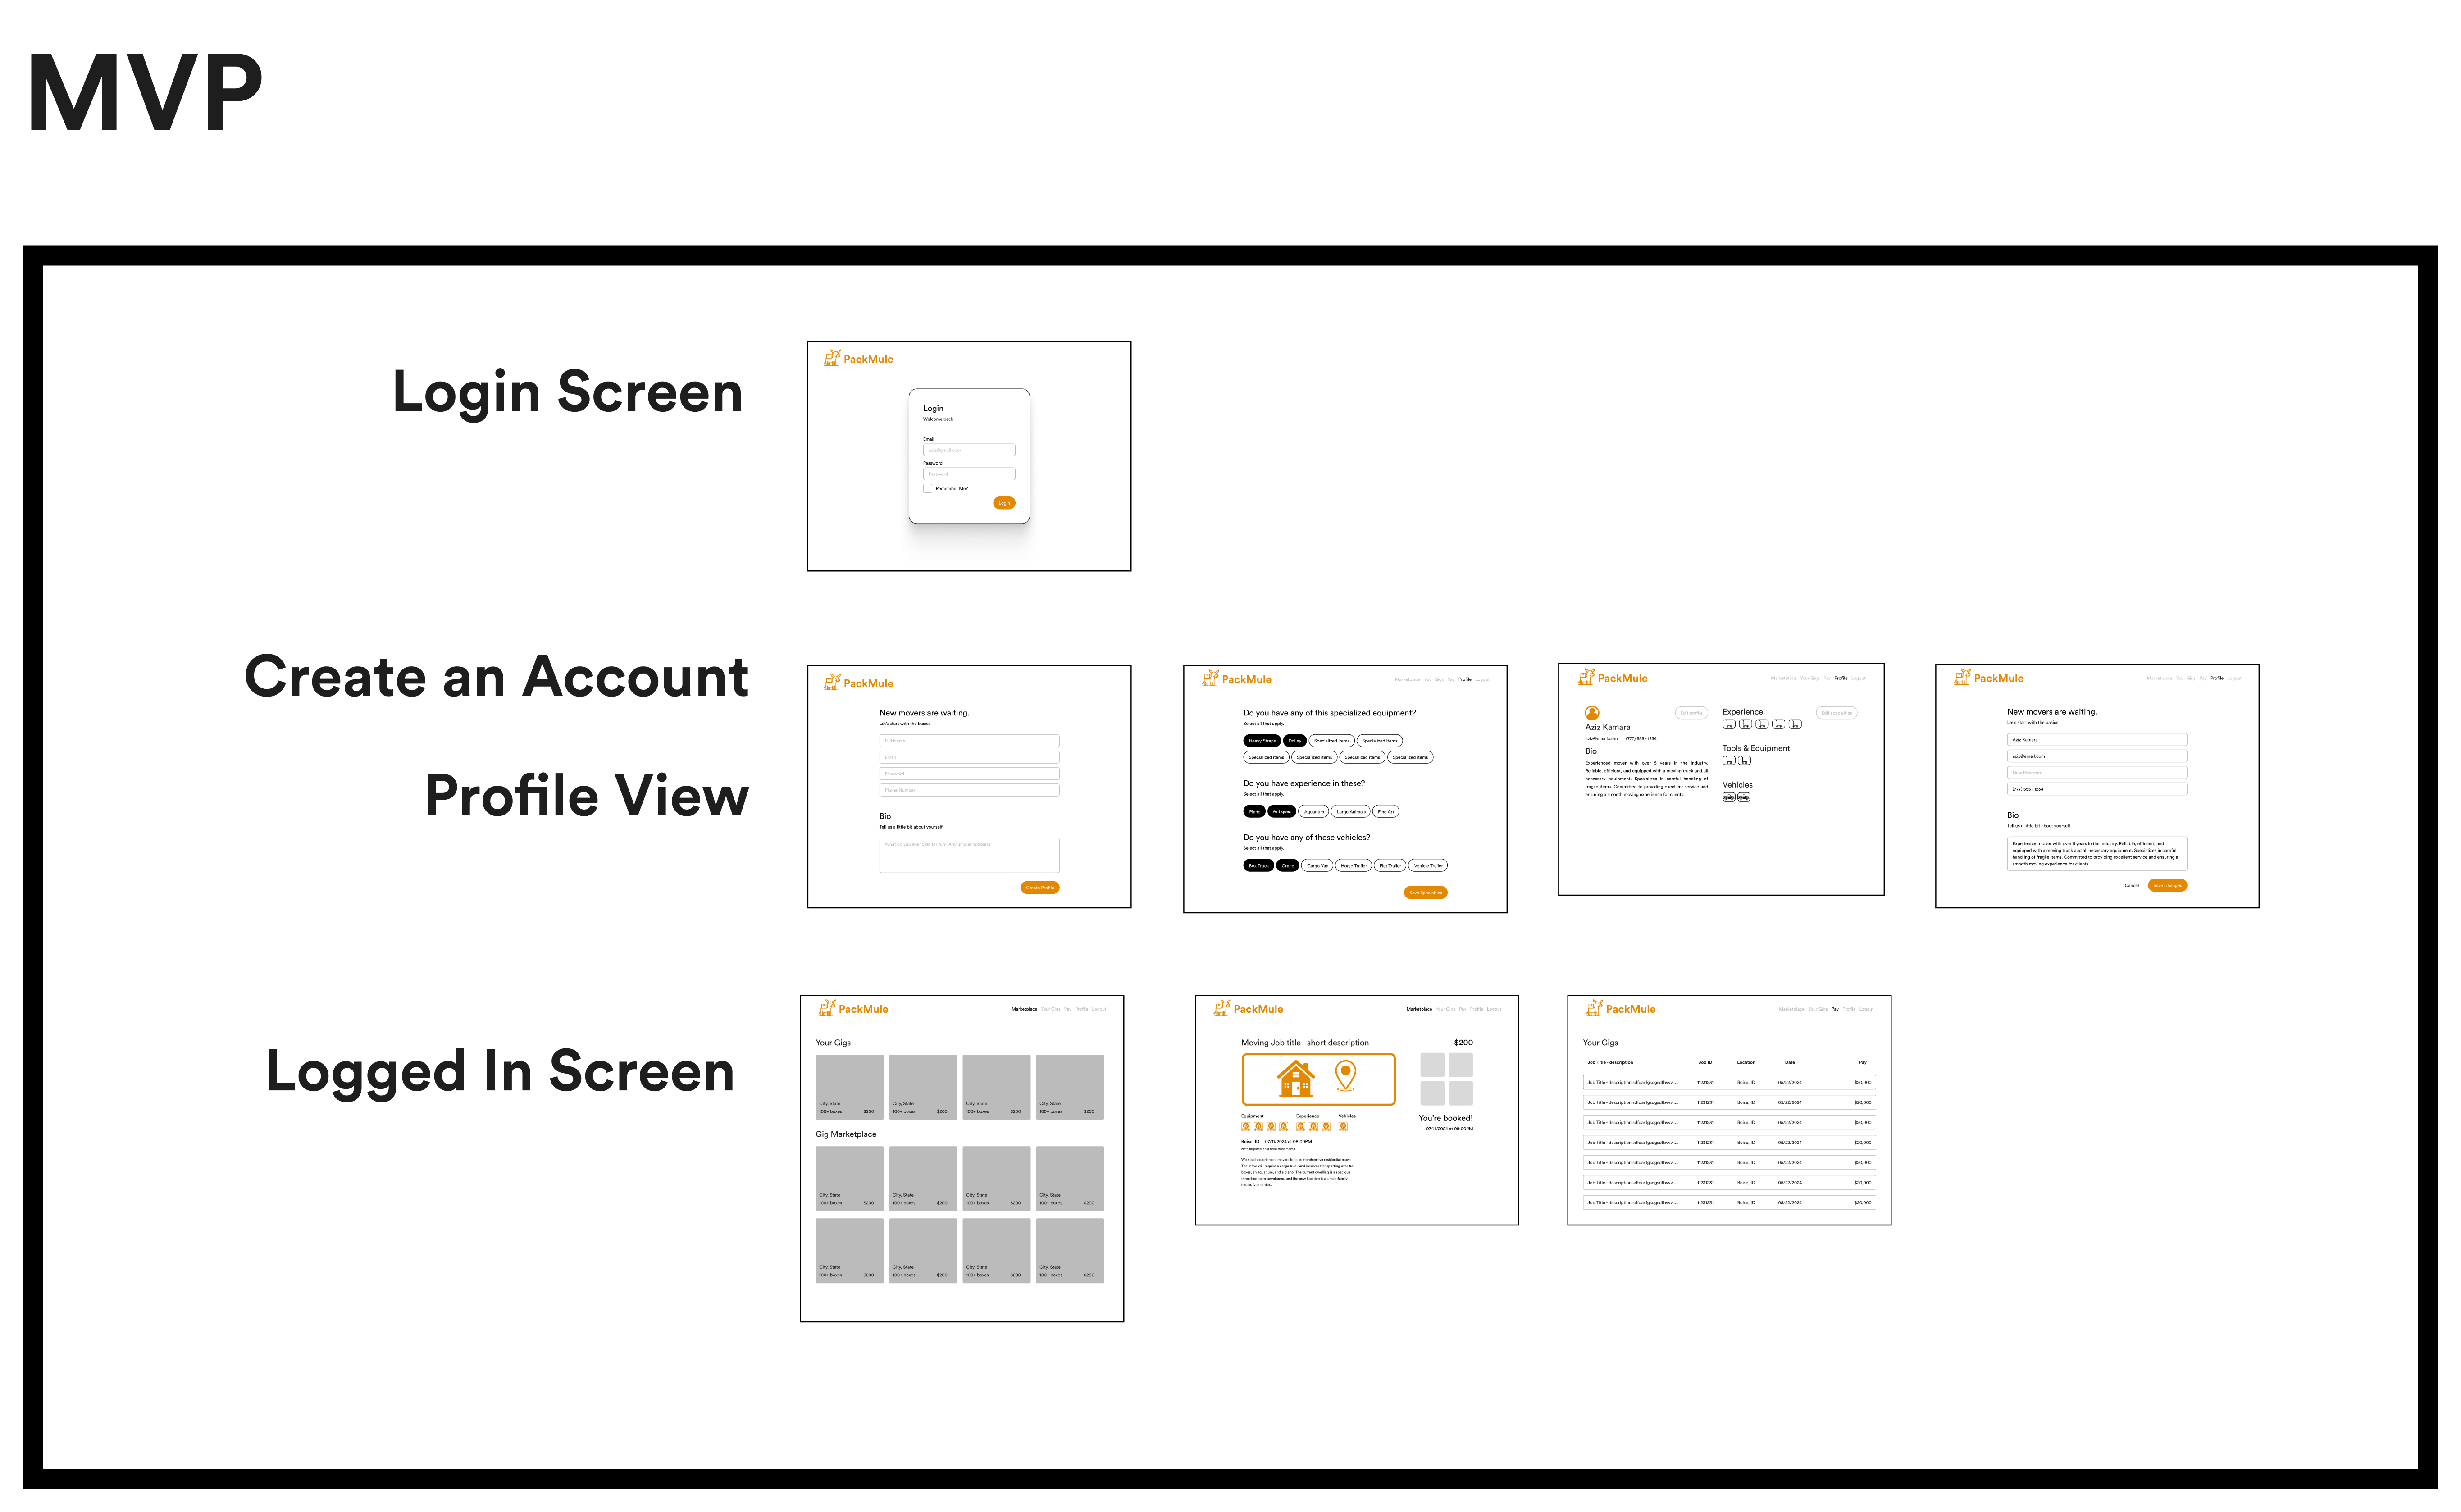 MVP
Login Screen
PackMule
Login
Welcome back
Email
aziz@gmail.com
Password
Password
Remember Me?
Login
Create an Account
Profile View
PackMule
New movers are waiting.
Let's start with the basics
Full Name
Email
Password
Phone Number
Bio
Tell us a little bit about yourself
What do you like to do for fun? Any unique hobbies?
Create Profile
PackMule
Marketplace Your Gigs Pay Profile Logout
Do you have any of this specialized equipment?
Select all that apply.
Heavy Straps Dolley Specialized Items Specialized Items
Specialized Items Specialized Items Specialized Items Specialized Items
Do you have experience in these?
Select all that apply.
Piano Antiques Aquarium Large Animals Fine Art
Do you have any of these vehicles?
Select all that apply.
Box Truck Crane Cargo Van Horse Trailer Flat Trailer Vehicle Trailer
Save Specialties
PackMule
Marketplace Your Gigs Pay Profile Logout
Edit profile
Aziz Kamara
aziz@email.com (777) 555 - 1234
Bio
Experienced mover with over 5 years in the industry.
Reliable, efficient, and equipped with a moving truck and all
necessary equipment. Specializes in careful handling of
fragile items. Committed to providing excellent service and
ensuring a smooth moving experience for clients.
Experience
Edit specialties
Tools & Equipment
Vehicles
PackMule
Marketplace Your Gigs Pay Profile Logout
New movers are waiting.
Let's start with the basics
Aziz Kamara
aziz@email.com
New Password
(777) 555 - 1234
Bio
Tell us a little bit about yourself
Experienced mover with over 5 years in the industry. Reliable, efficient, and
equipped with a moving truck and all necessary equipment. Specializes in careful
handling of fragile items. Committed to providing excellent service and ensuring a
smooth moving experience for clients.
Cancel Save Changes
Logged In Screen
PackMule
Marketplace Your Gigs Pay Profile Logout
Your Gigs
City, State City, State City, State City, State
100+ boxes $200 100+ boxes $200 100+ boxes $200 100+ boxes $200
Gig Marketplace
City, State City, State City, State City, State
100+ boxes $200 100+ boxes $200 100+ boxes $200 100+ boxes $200
City, State City, State City, State City, State
100+ boxes $200 100+ boxes $200 100+ boxes $200 100+ boxes $200
PackMule
Marketplace Your Gigs Pay Profile Logout
Moving Job title - short description
$200
Equipment Experience Vehicles
You're booked!
07/11/2024 at 08:00PM
Boise, ID 07/11/2024 at 08:00PM
Notable pieces that need to be moved
We need experienced movers for a comprehensive residential move.
The move will require a cargo truck and involves transporting over 100
boxes, an aquarium, and a piano. The current dwelling is a spacious
three-bedroom townhome, and the new location is a single-family
house. Due to the...
PackMule
Marketplace Your Gigs Pay Profile Logout
Your Gigs
Job Title - description Job ID Location Date Pay
Job Title - description Boise, ID 05/22/2024 $20,000
Job Title - description Boise, ID 05/22/2024 $20,000
Job Title - description Boise, ID 05/22/2024 $20,000
Job Title - description Boise, ID 05/22/2024 $20,000
Job Title - description Boise, ID 05/22/2024 $20,000
Job Title - description Boise, ID 05/22/2024 $20,000
Job Title - description Boise, ID 05/22/2024 $20,000